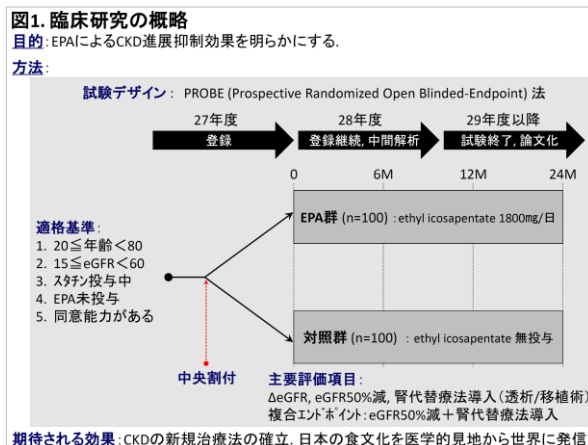 図1. 臨床研究の概略
目的:EPAによるCKD進展抑制効果を明らかにする.
方法:
試験デザイン: PROBE (Prospective Randomized Open Blinded-Endpoint) 法
27年度 28年度 29年度以降
登録 登録継続, 中間解析 試験終了, 論文化
0 6M 12M 24M
EPA群 (n=100) : ethyl icosapentate 1800mg/日
適格基準:
1. 20≦年齢<80
2. 15≦eGFR<60
3. スタチン投与中
4. EPA未投与
5. 同意能力がある
対照群 (n=100) : ethyl icosapentate 無投与
中央割付
主要評価項目:
ΔeGFR, eGFR50%減, 腎代替療法導入 (透析/移植術)
複合エンドポイント:eGFR50%減+腎代替療法導入
期待される効果:CKDの新規治療法の確立, 日本の食文化を医学的見地から世界に発信